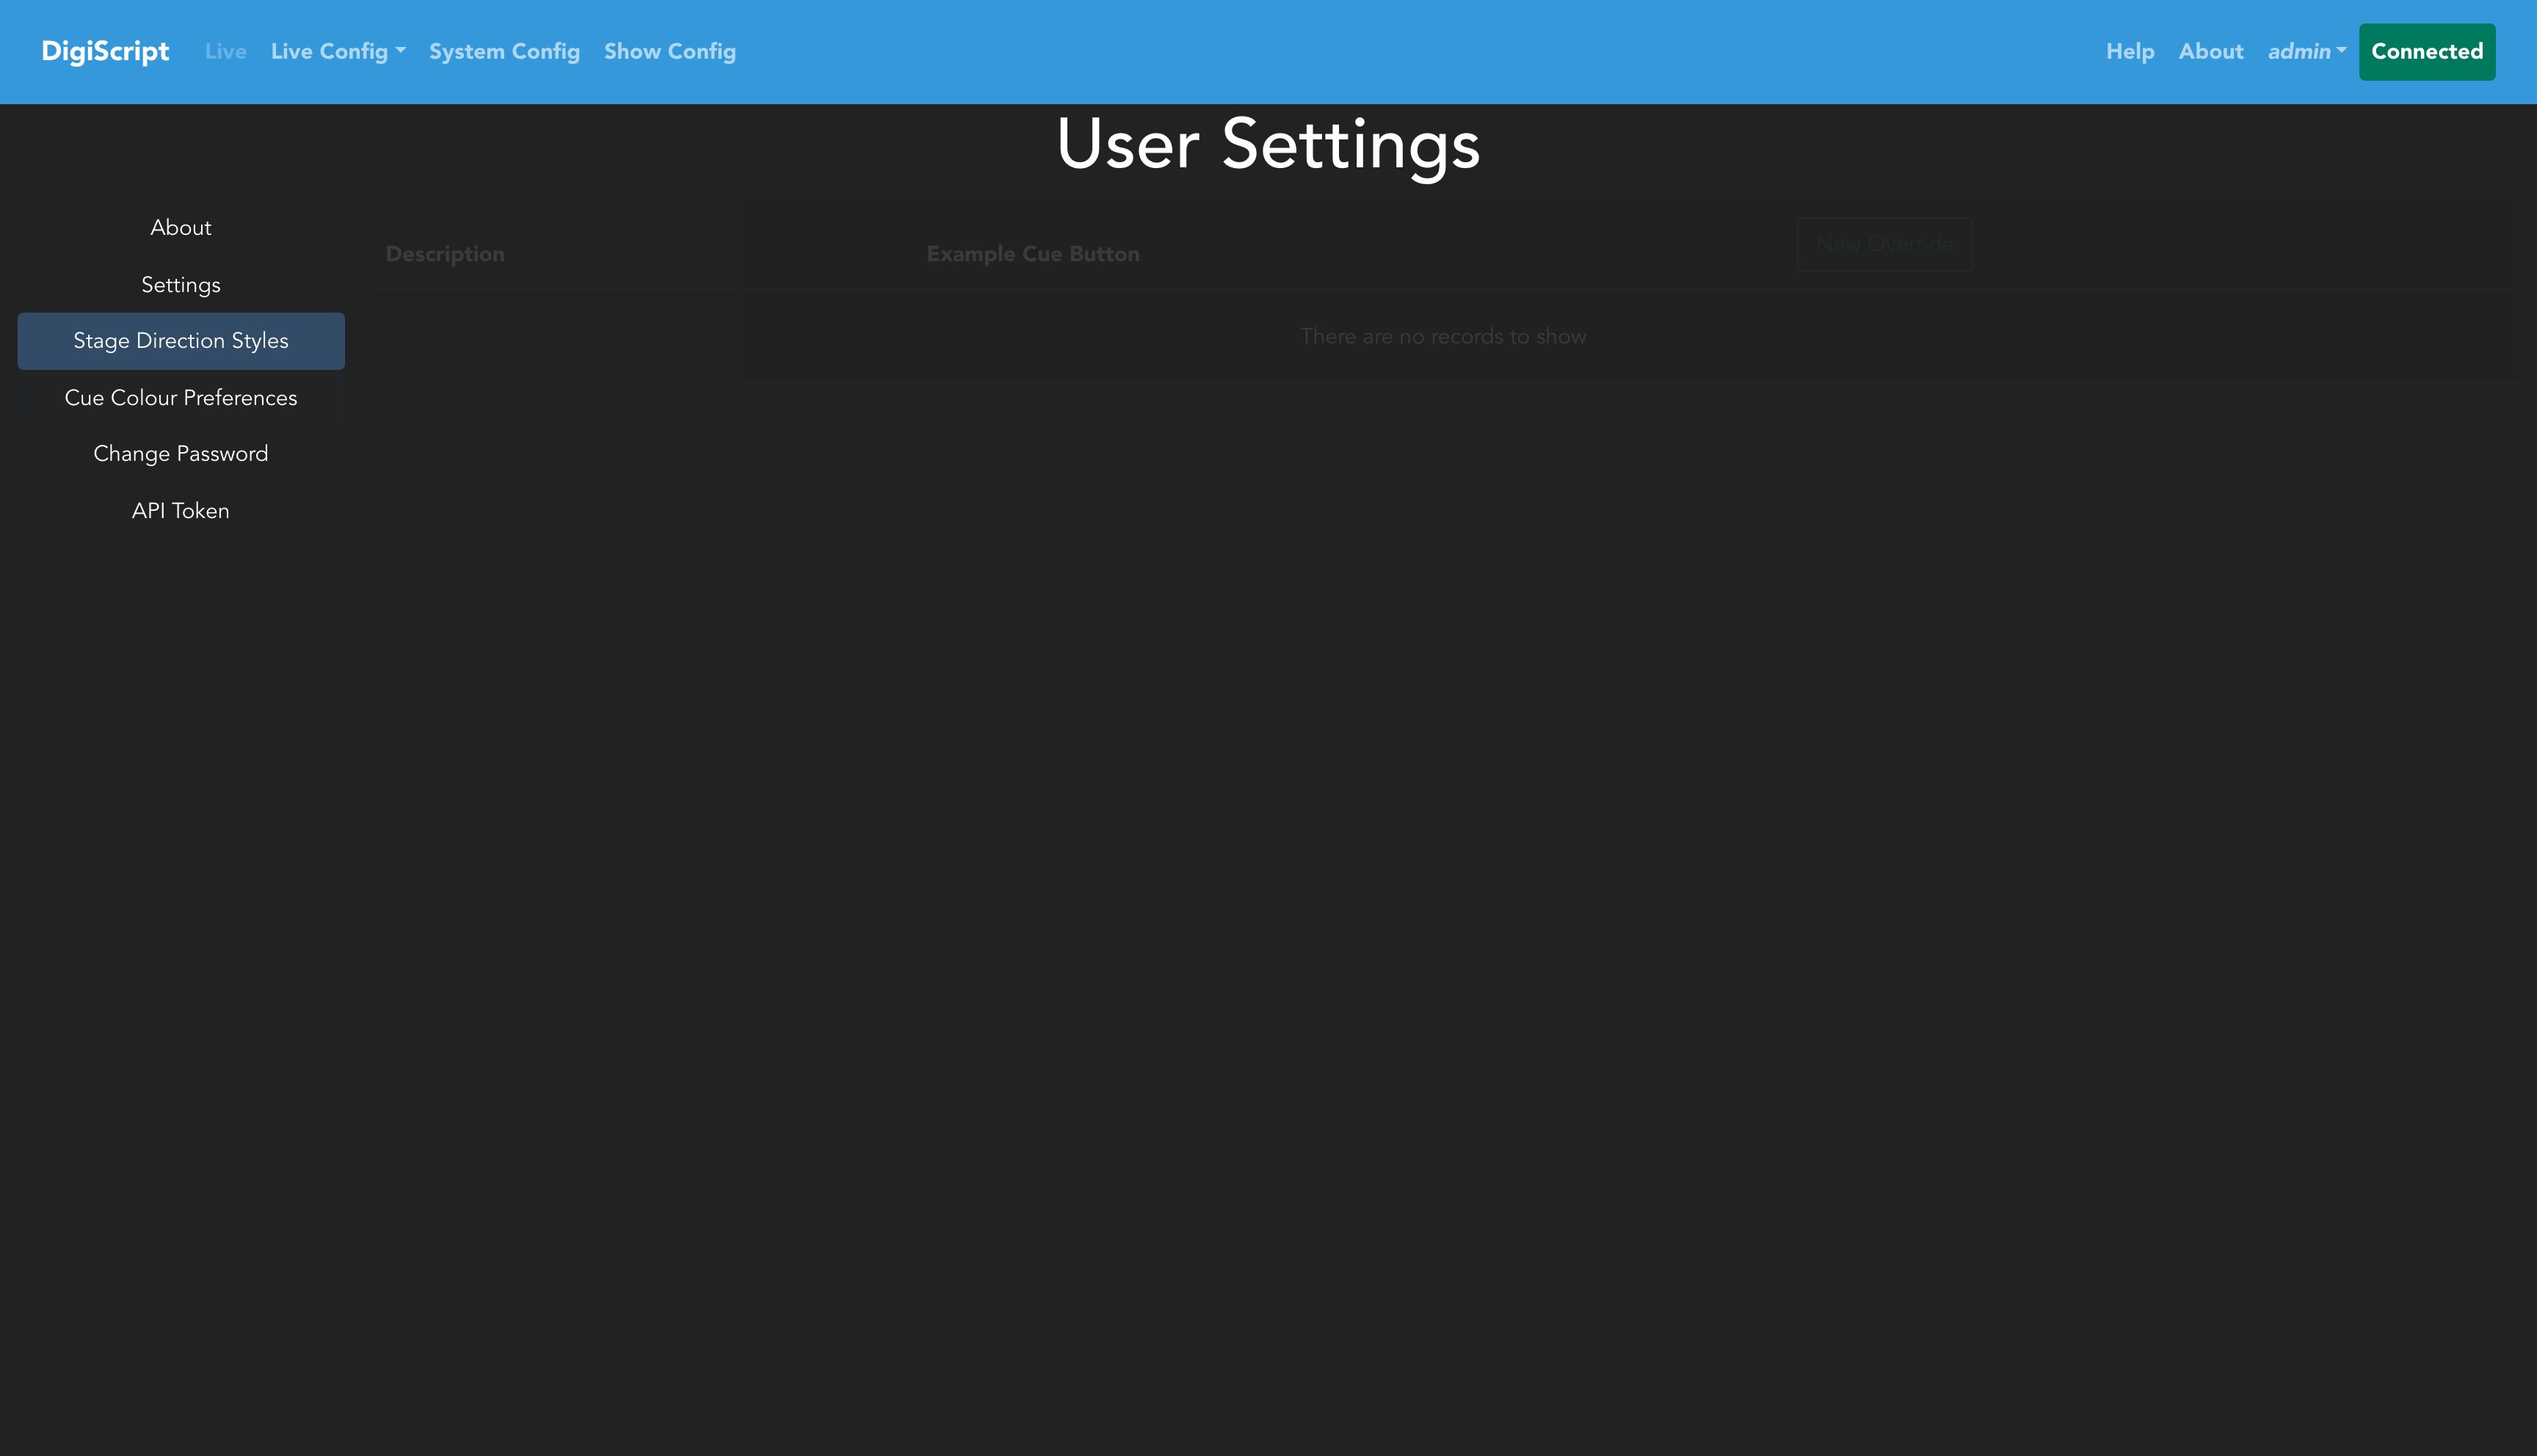 DigiScript Live Live Config System Config Show Config Help About admin Connected
User Settings
About
Settings
Stage Direction Styles
Cue Colour Preferences
Change Password
API Token
Description Example Cue Button New Override
There are no records to show